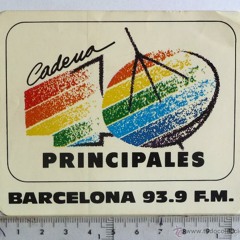 Cadena
40
PRINCIPALES
BARCELONA 93.9 F.M.